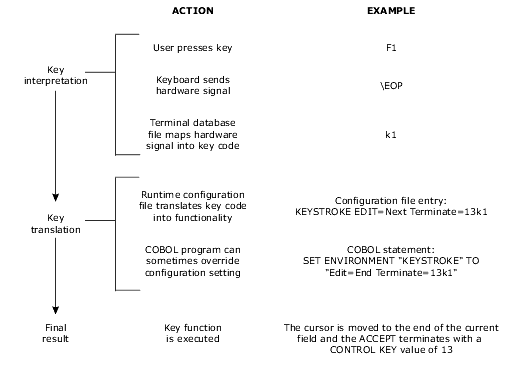 ACTION
EXAMPLE
User presses key
F1
Key
interpretation
Keyboard sends
hardware signal
\EOP
Terminal database
file maps hardware
signal into key code
k1
Runtime configuration
file translates key code
into functionality
Configuration file entry:
KEYSTROKE EDIT=Next Terminate=13k1
Key
translation
COBOL program can
sometimes override
configuration setting
COBOL statement:
SET ENVIRONMENT "KEYSTROKE" TO
"Edit=End Terminate=13k1"
Final
result
Key function
is executed
The cursor is moved to the end of the current
field and the ACCEPT terminates with a
CONTROL KEY value of 13